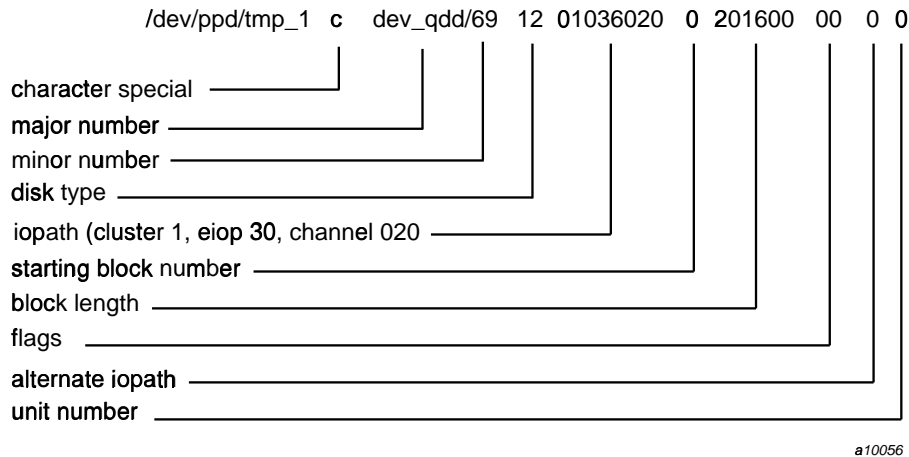 /dev/ppd/tmp_1 c dev_qdd/69 12 01036020 0 201600 00 0 0
character special
major number
minor number
disk type
iopath (cluster 1, eiop 30, channel 020
starting block number
block length
flags
alternate iopath
unit number
a10056